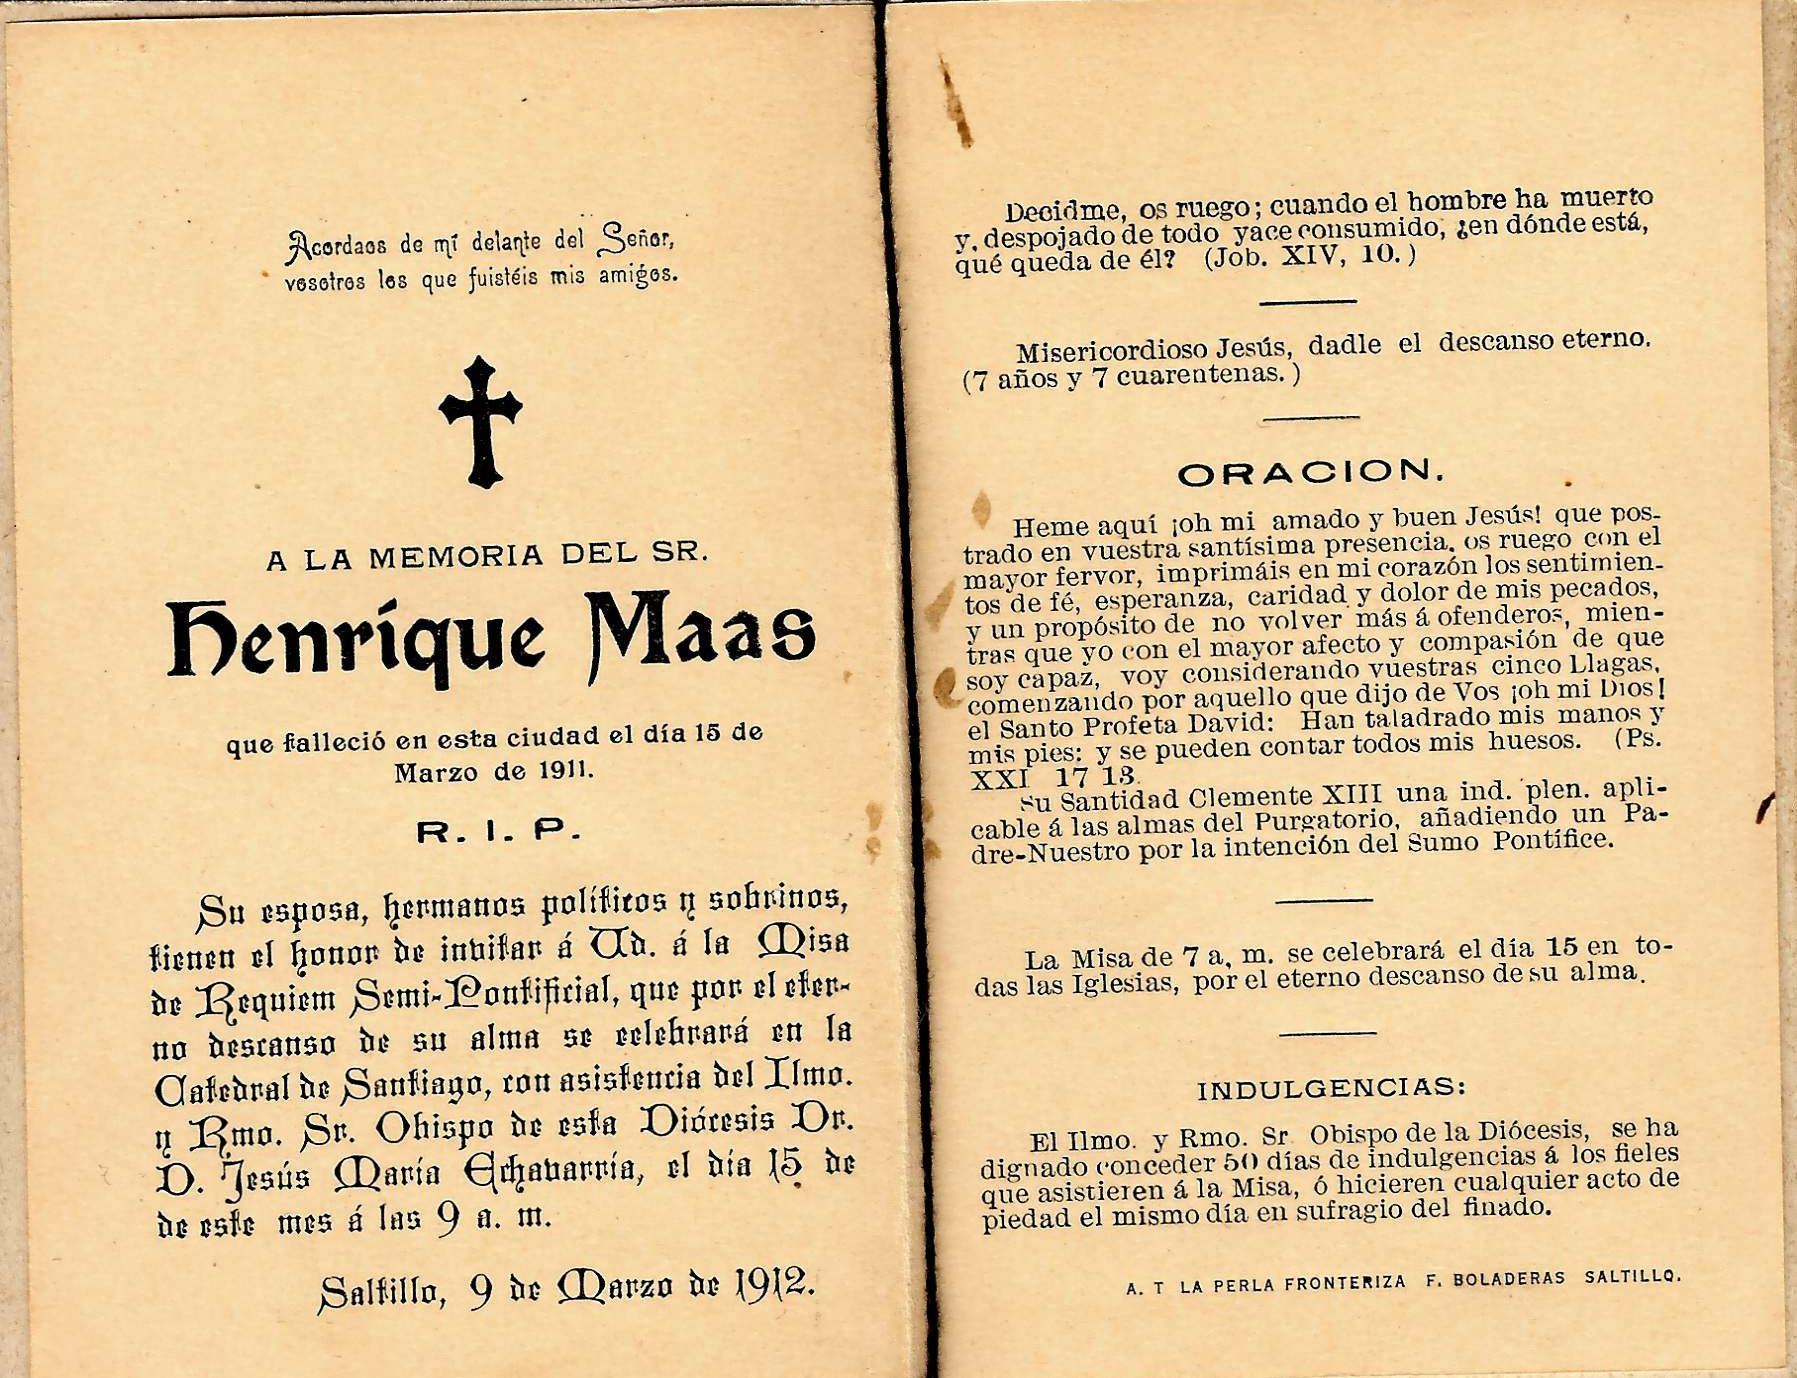 Acordaos de mí delante del Señor,
vosotros los que fuistéis mis amigos.
A LA MEMORIA DEL SR.
Henríque Maas
que falleció en esta ciudad el día 15 de
Marzo de 1911.
R. I. P.
Su esposa, hermanos políticos y sobrinos,
tienen el honor de invitar á Ud. á la Misa
de Requiem Semi-Pontificial, que por el eter-
no descanso de su alma se celebrará en la
Catedral de Santiago, con asistencia del Ilmo.
y Rmo. Sr. Obispo de esta Diócesis Dr.
D. Jesús María Echavarría, el día 15 de
de este mes á las 9 a. m.
Saltillo, 9 de Marzo de 1912.
Decidme, os ruego; cuando el hombre ha muerto
y, despojado de todo yace consumido, ¿en dónde está,
qué queda de él? (Job. XIV, 10.)
Misericordioso Jesús, dadle el descanso eterno.
(7 años y 7 cuarentenas.)
ORACION.
Heme aquí ¡oh mi amado y buen Jesús! que pos-
trado en vuestra santísima presencia, os ruego con el
mayor fervor, imprimáis en mi corazón los sentimien-
tos de fé, esperanza, caridad y dolor de mis pecados,
y un propósito de no volver más á ofenderos, mien-
tras que yo con el mayor afecto y compasión de que
soy capaz, voy considerando vuestras cinco Llagas,
comenzando por aquello que dijo de Vos ¡oh mi Dios!
el Santo Profeta David: Han taladrado mis manos y
mis pies: y se pueden contar todos mis huesos. (Ps.
XXI 17 13.
Su Santidad Clemente XIII una ind. plen. apli-
cable á las almas del Purgatorio, añadiendo un Pa-
dre-Nuestro por la intención del Sumo Pontífice.
La Misa de 7 a, m. se celebrará el día 15 en to-
das las Iglesias, por el eterno descanso de su alma.
INDULGENCIAS:
El Ilmo. y Rmo. Sr Obispo de la Diócesis, se ha
dignado conceder 50 días de indulgencias á los fieles
que asistieren á la Misa, ó hicieren cualquier acto de
piedad el mismo día en sufragio del finado.
A. T LA PERLA FRONTERIZA F. BOLADERAS SALTILLO.